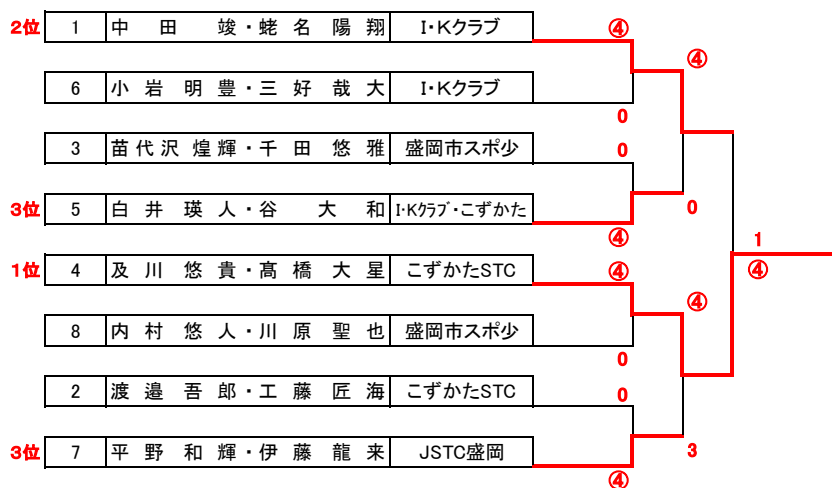 2位 1 中田 竣・蛯名陽翔 I・Kクラブ ④
④
6 小岩明豊・三好哉大 I・Kクラブ
0
3 苗代沢煌輝・千田悠雅 盛岡市スポ少 0
3位 5 白井瑛人・谷 大和 I・Kクラブ・こずかた 0
④
1
1位 4 及川悠貴・髙橋大星 こずかたSTC ④ ④
④
8 内村悠人・川原聖也 盛岡市スポ少
0
2 渡邉吾郎・工藤匠海 こずかたSTC 0
3位 7 平野和輝・伊藤龍来 JSTC盛岡 3
④